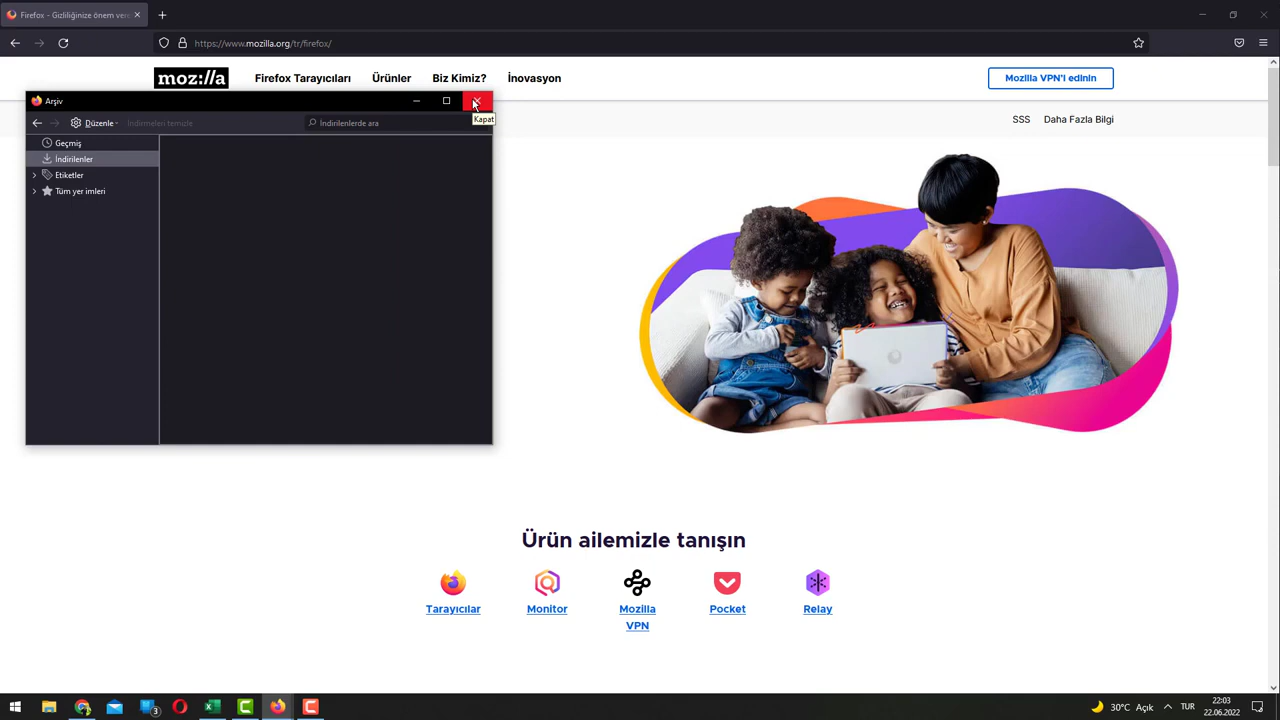 Firefox - Gizliliğinize önem ver
https://www.mozilla.org/tr/firefox/
moz://a
Firefox Tarayıcıları
Ürünler
Biz Kimiz?
İnovasyon
Mozilla VPN'i edinin
SSS
Daha Fazla Bilgi
Arşiv
Kapat
Düzenle
İndirmeleri temizle
İndirilenlerde ara
Geçmiş
İndirilenler
Etiketler
Tüm yer imleri
Ürün ailemizle tanışın
Tarayıcılar
Monitor
Mozilla
VPN
Pocket
Relay
3
30°C Açık
TUR
22:03
22.06.2022